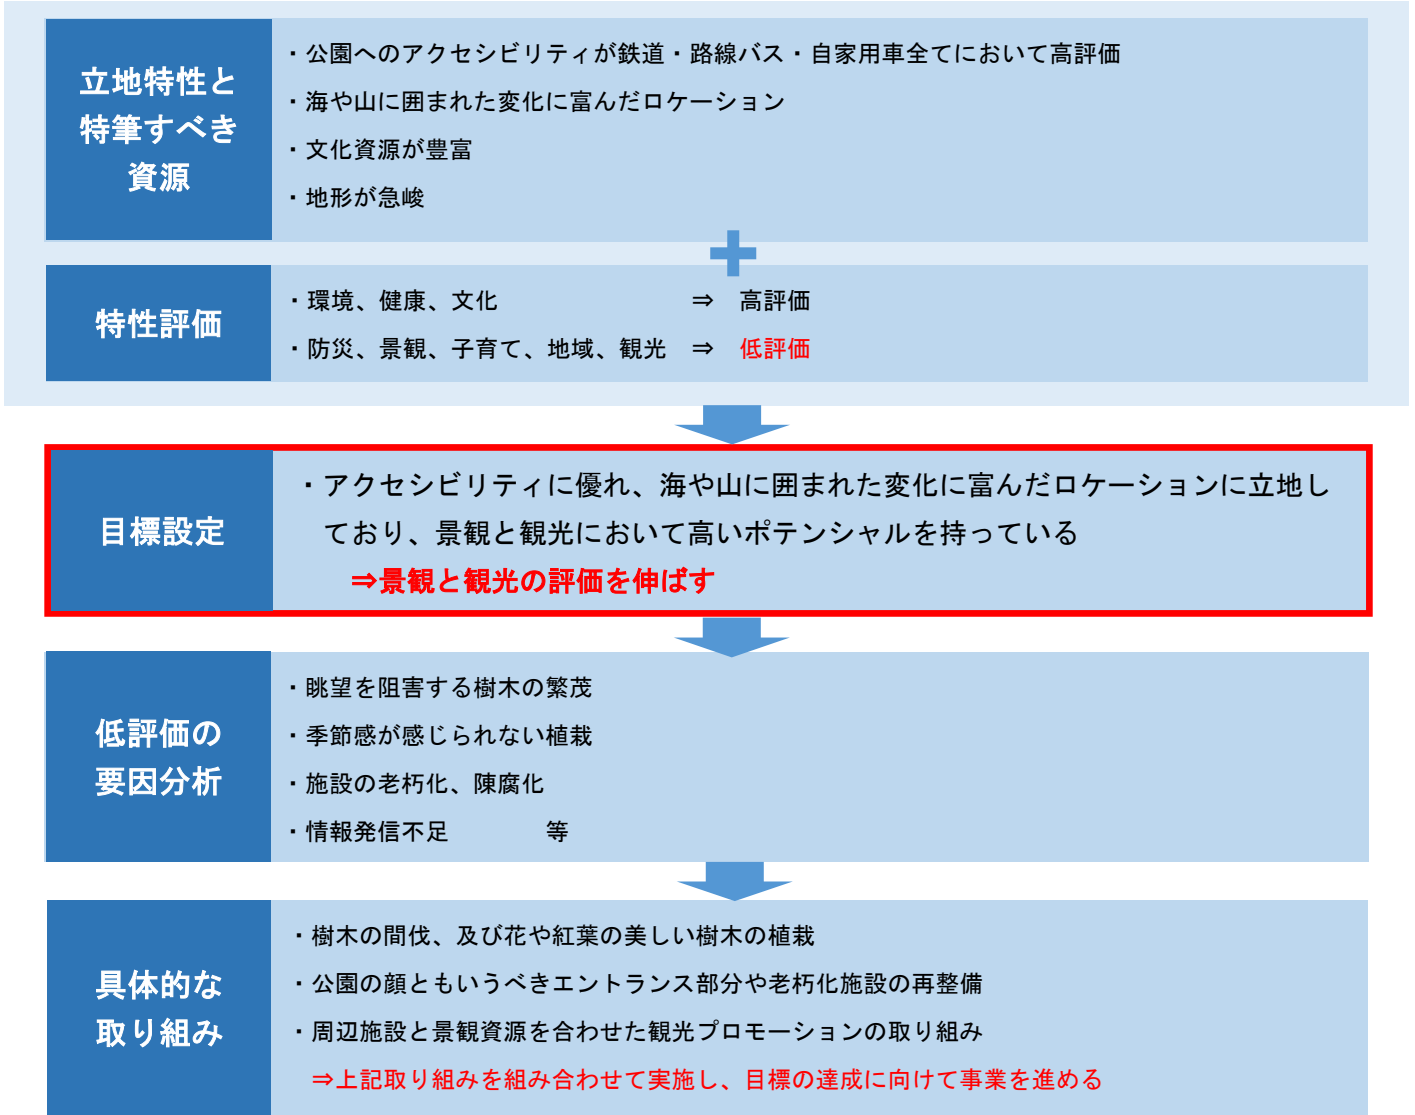 立地特性と
特筆すべき
資源
・公園へのアクセシビリティが鉄道・路線バス・自家用車全てにおいて高評価
・海や山に囲まれた変化に富んだロケーション
・文化資源が豊富
・地形が急峻
特性評価
・環境、健康、文化　⇒　高評価
・防災、景観、子育て、地域、観光　⇒　低評価
目標設定
・アクセシビリティに優れ、海や山に囲まれた変化に富んだロケーションに立地し
ており、景観と観光において高いポテンシャルを持っている
⇒景観と観光の評価を伸ばす
低評価の
要因分析
・眺望を阻害する樹木の繁茂
・季節感が感じられない植栽
・施設の老朽化、陳腐化
・情報発信不足　等
具体的な
取り組み
・樹木の間伐、及び花や紅葉の美しい樹木の植栽
・公園の顔ともいうべきエントランス部分や老朽化施設の再整備
・周辺施設と景観資源を合わせた観光プロモーションの取り組み
⇒上記取り組みを組み合わせて実施し、目標の達成に向けて事業を進める